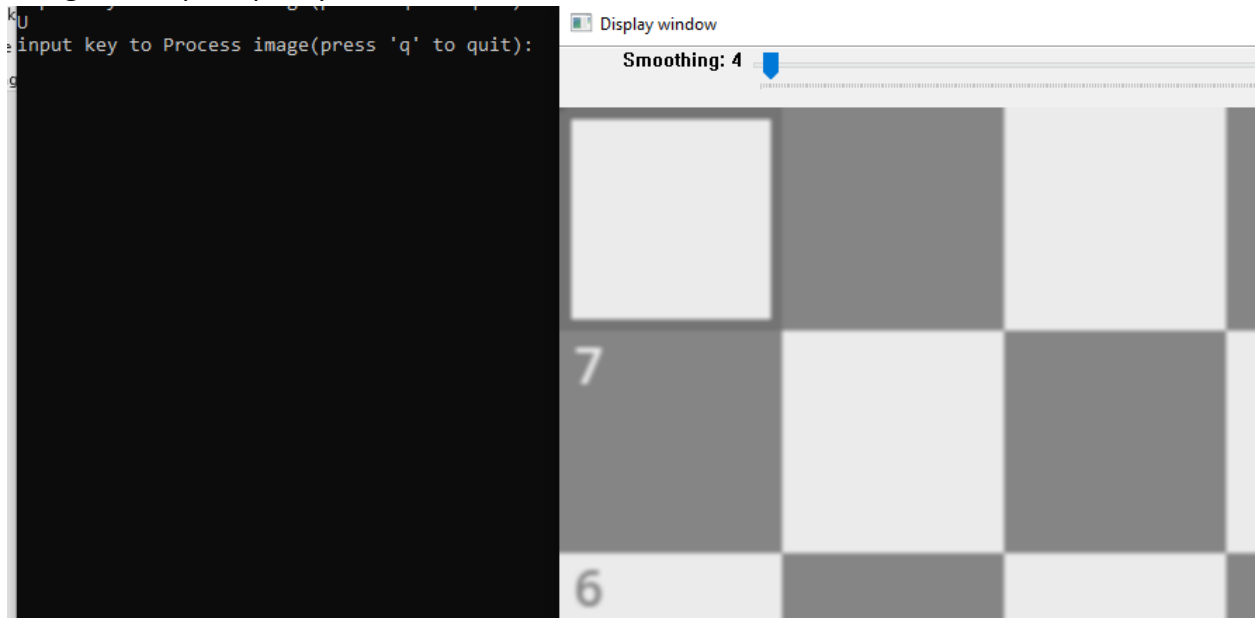 U
input key to Process image(press 'q' to quit):
Display window
Smoothing: 4
7
6